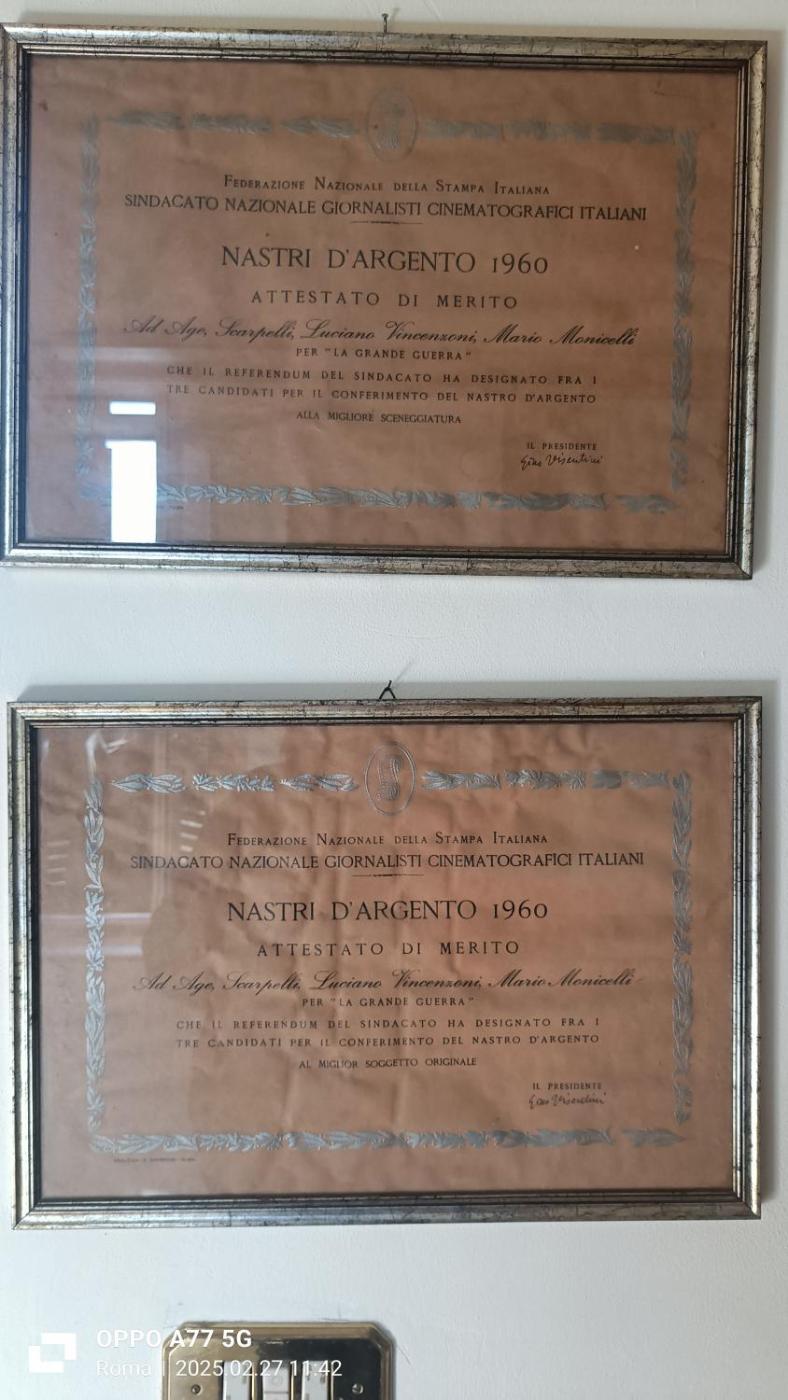 FEDERAZIONE NAZIONALE DELLA STAMPA ITALIANA
SINDACATO NAZIONALE GIORNALISTI CINEMATOGRAFICI ITALIANI
NASTRI D'ARGENTO 1960
ATTESTATO DI MERITO
Ad Age, Scarpelli, Luciano Vincenzoni, Mario Monicelli
PER "LA GRANDE GUERRA"
CHE IL REFERENDUM DEL SINDACATO HA DESIGNATO FRA I
TRE CANDIDATI PER IL CONFERIMENTO DEL NASTRO D'ARGENTO
ALLA MIGLIORE SCENEGGIATURA
IL PRESIDENTE
Gino Visentini
FEDERAZIONE NAZIONALE DELLA STAMPA ITALIANA
SINDACATO NAZIONALE GIORNALISTI CINEMATOGRAFICI ITALIANI
NASTRI D'ARGENTO 1960
ATTESTATO DI MERITO
Ad Age, Scarpelli, Luciano Vincenzoni, Mario Monicelli
PER "LA GRANDE GUERRA"
CHE IL REFERENDUM DEL SINDACATO HA DESIGNATO FRA I
TRE CANDIDATI PER IL CONFERIMENTO DEL NASTRO D'ARGENTO
AL MIGLIOR SOGGETTO ORIGINALE
IL PRESIDENTE
Gino Visentini
OPPO A77 5G
Roma | 2025.02.27 11:42